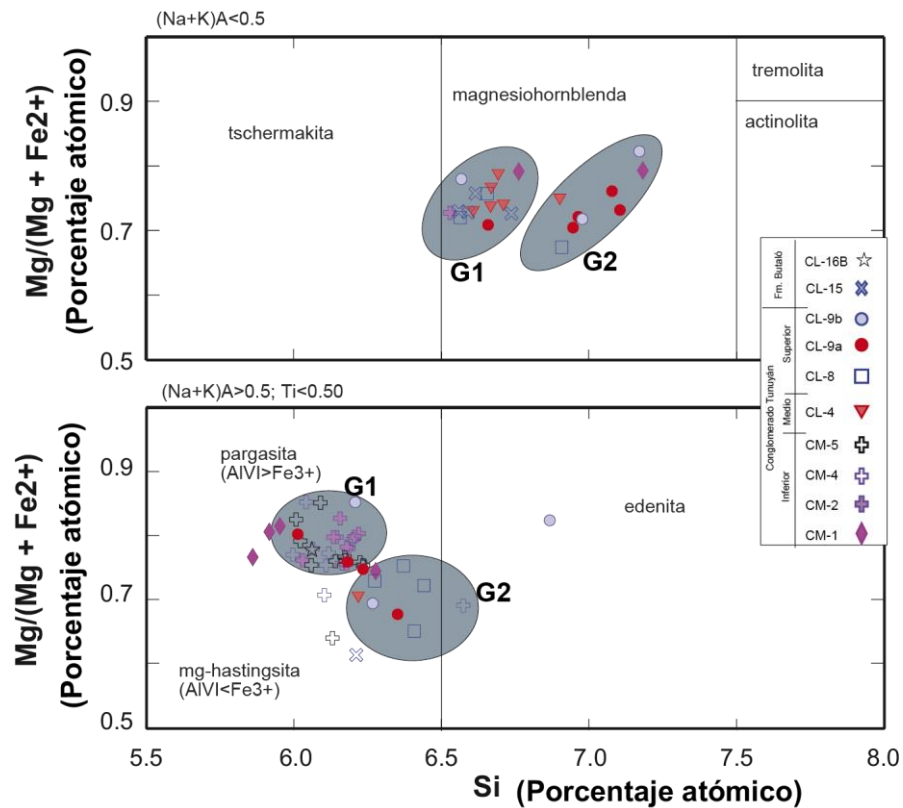 (Na+K)A<0.5
Mg/(Mg + Fe2+)
(Porcentaje atómico)
0.9
0.7
0.5
tschermakita
magnesiohornblenda
tremolita
actinolita
G1
G2
(Na+K)A>0.5; Ti<0.50
Mg/(Mg + Fe2+)
(Porcentaje atómico)
0.9
0.7
0.5
pargasita
(AlVI>Fe3+)
G1
G2
edenita
mg-hastingsita
(AlVI<Fe3+)
5.5 6.0 6.5 7.0 7.5 8.0
Si (Porcentaje atómico)
Fm. Butaló
Conglomerado Tunuyán
Superior
Medio
Inferior
CL-16B
CL-15
CL-9b
CL-9a
CL-8
CL-4
CM-5
CM-4
CM-2
CM-1